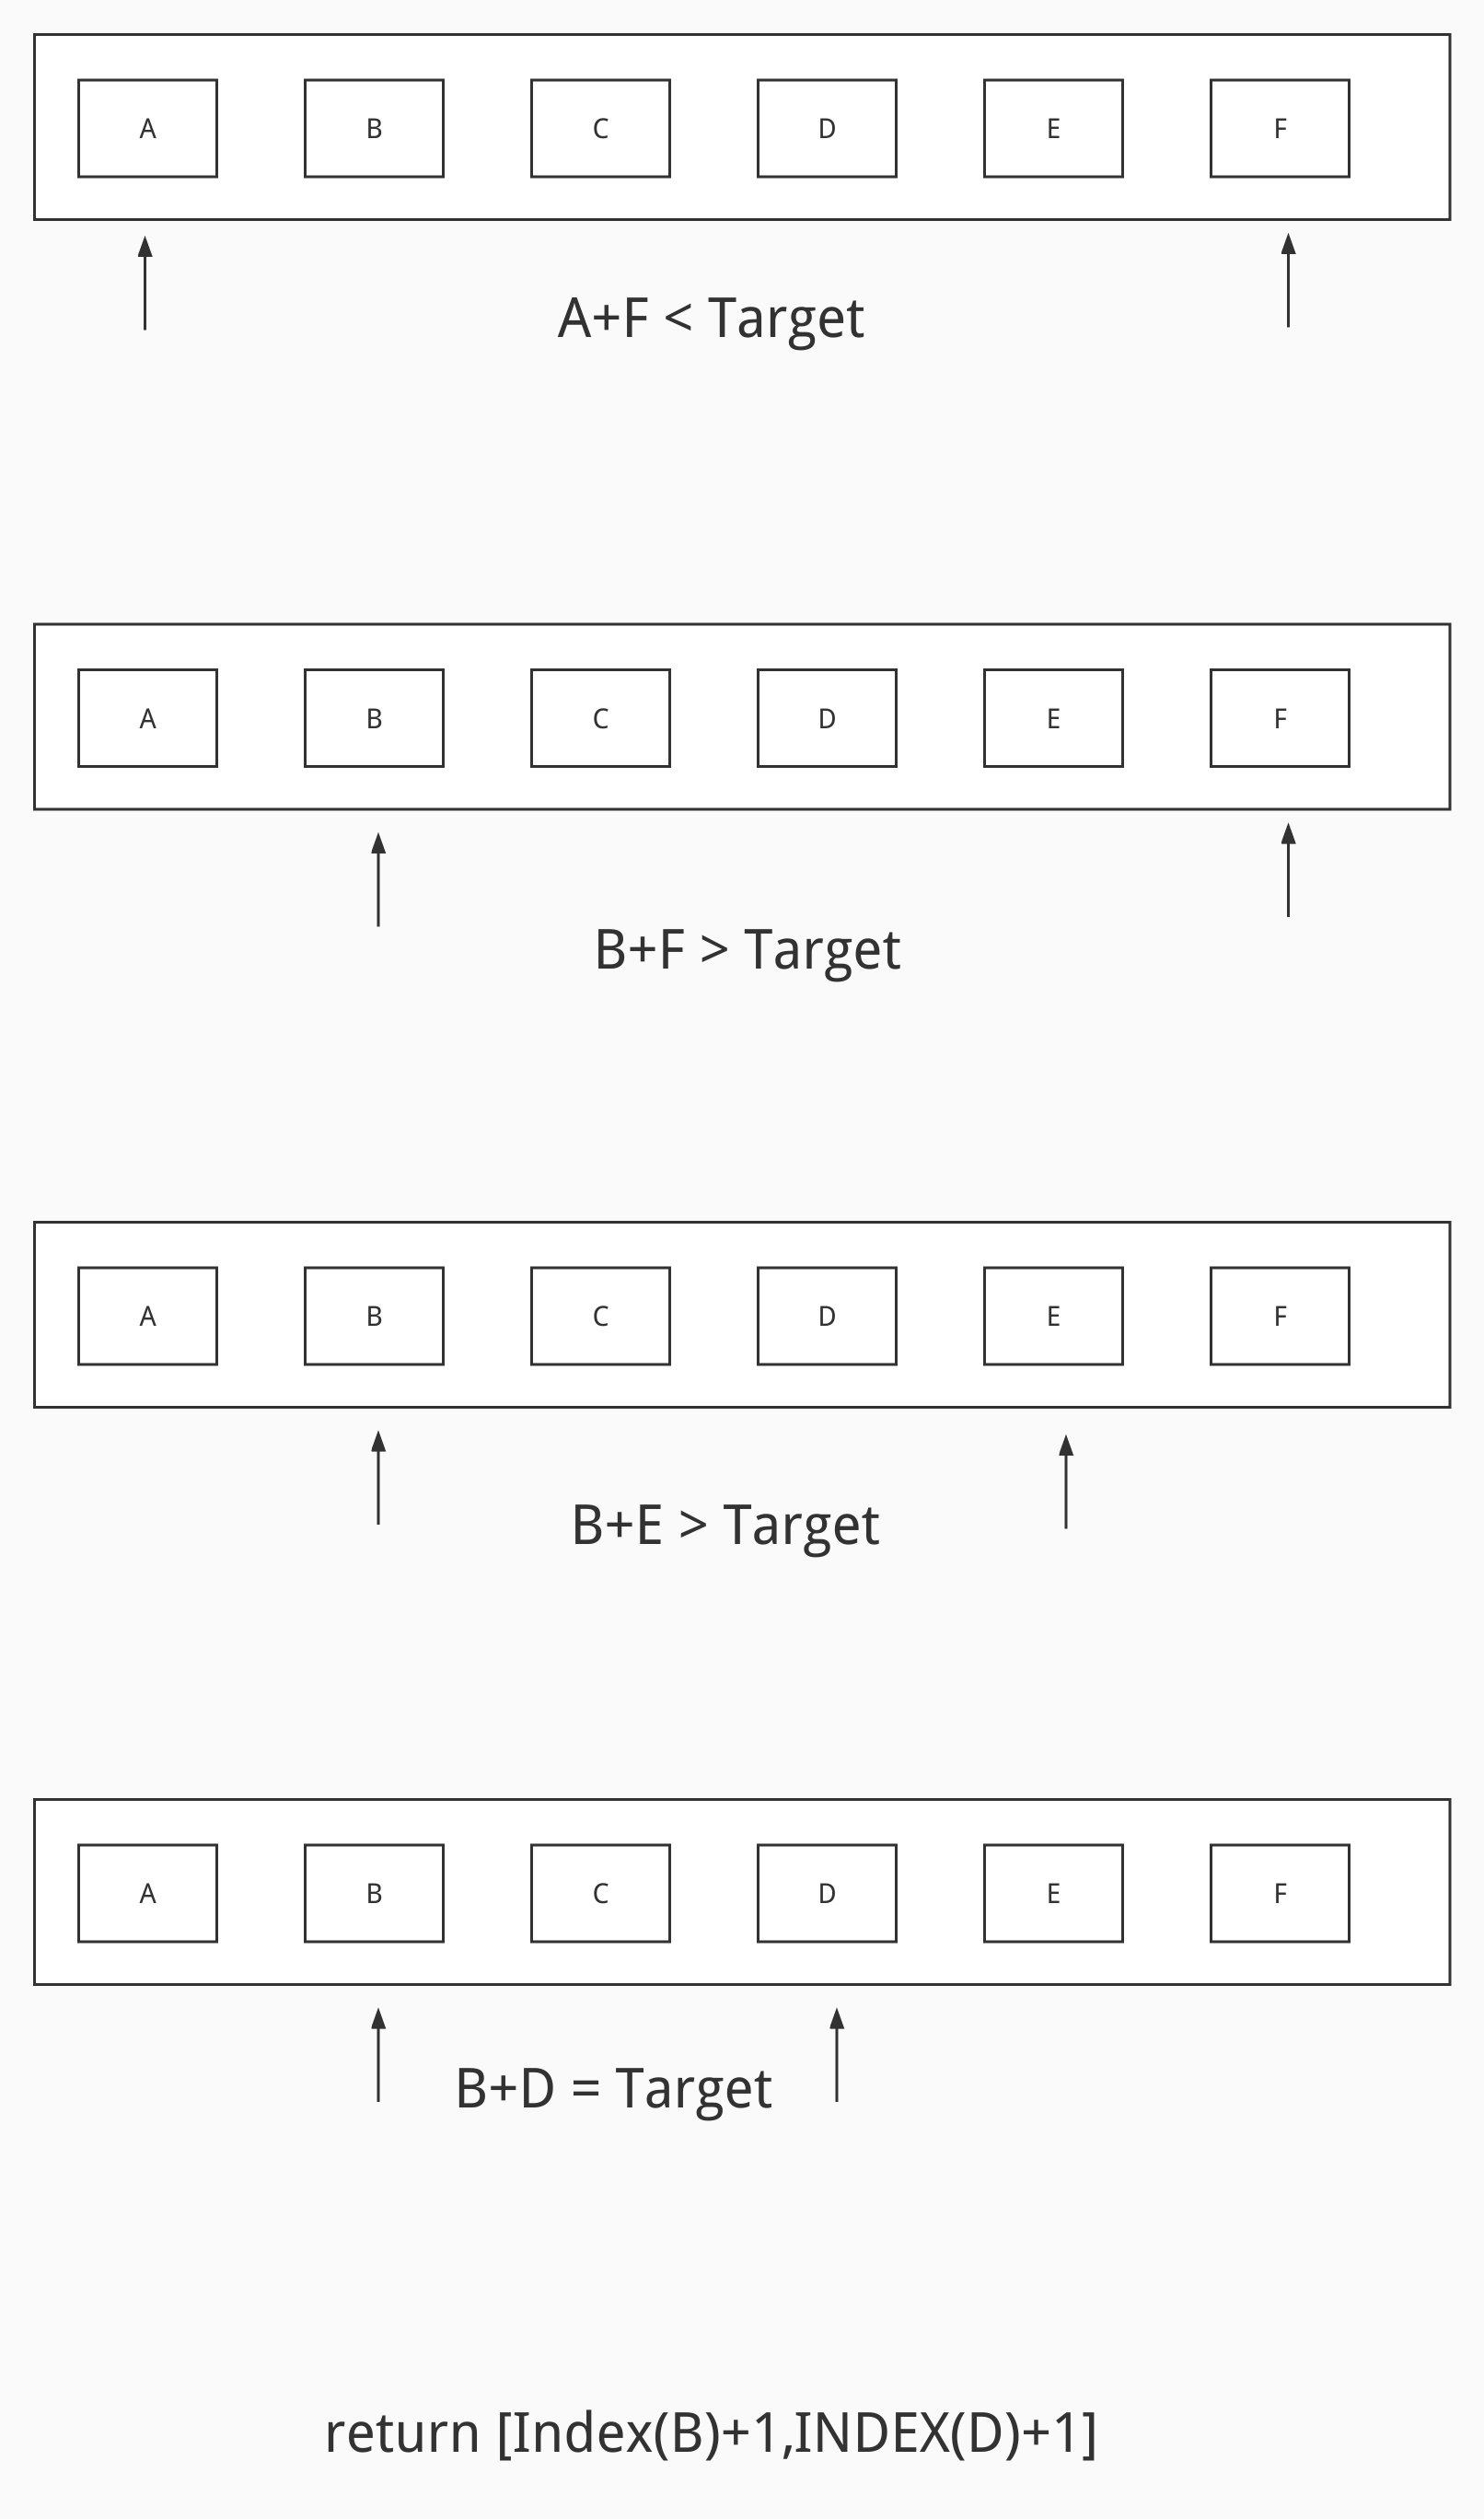 A B C D E F
A+F < Target
A B C D E F
B+F > Target
A B C D E F
B+E > Target
A B C D E F
B+D = Target
return [Index(B)+1,INDEX(D)+1]